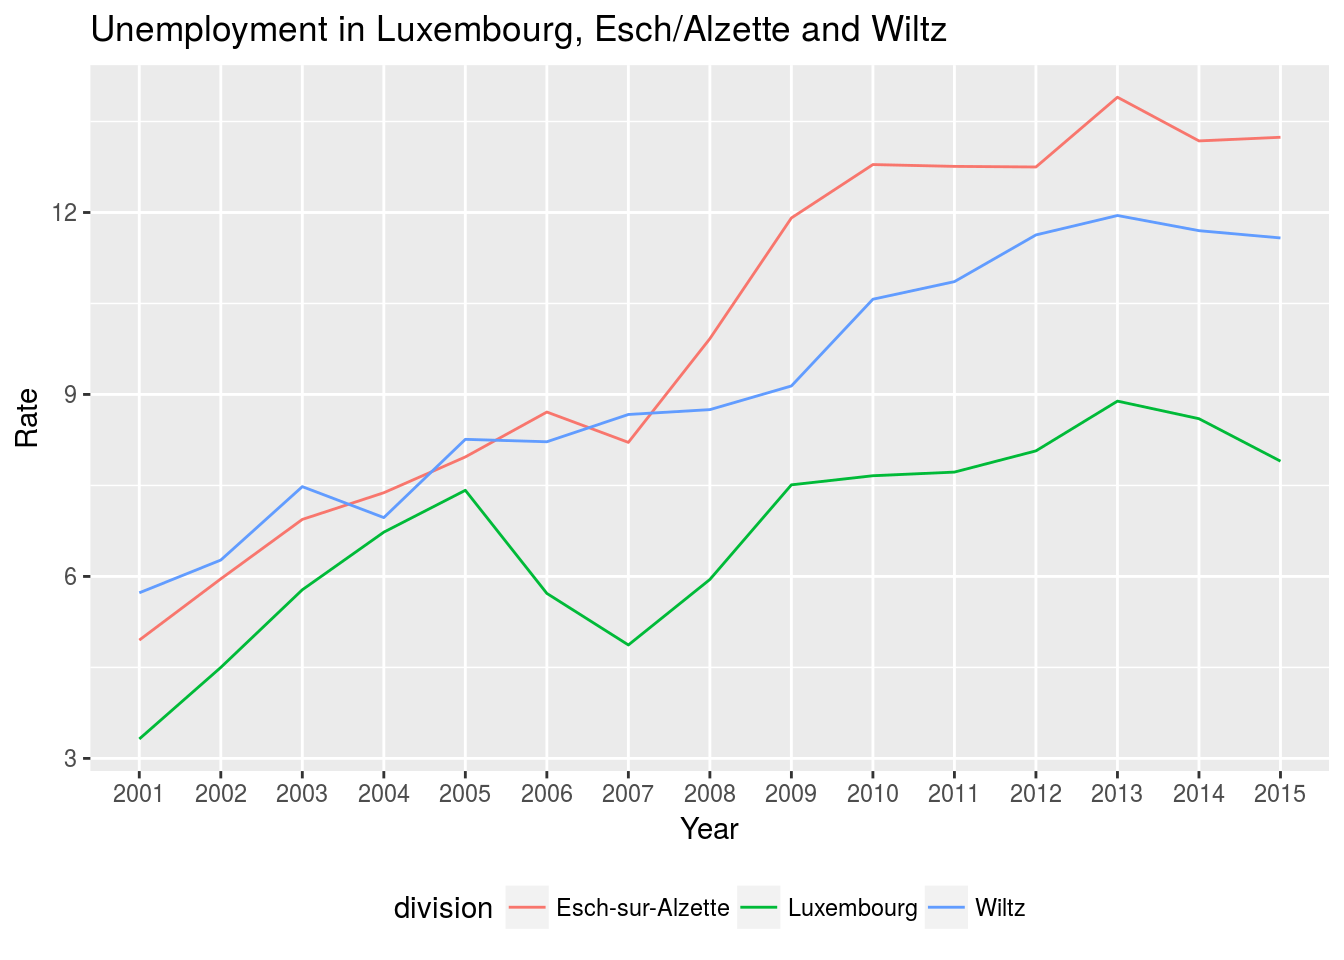 Unemployment in Luxembourg, Esch/Alzette and Wiltz
Rate
12
9
6
3
2001 2002 2003 2004 2005 2006 2007 2008 2009 2010 2011 2012 2013 2014 2015
Year
division Esch-sur-Alzette Luxembourg Wiltz